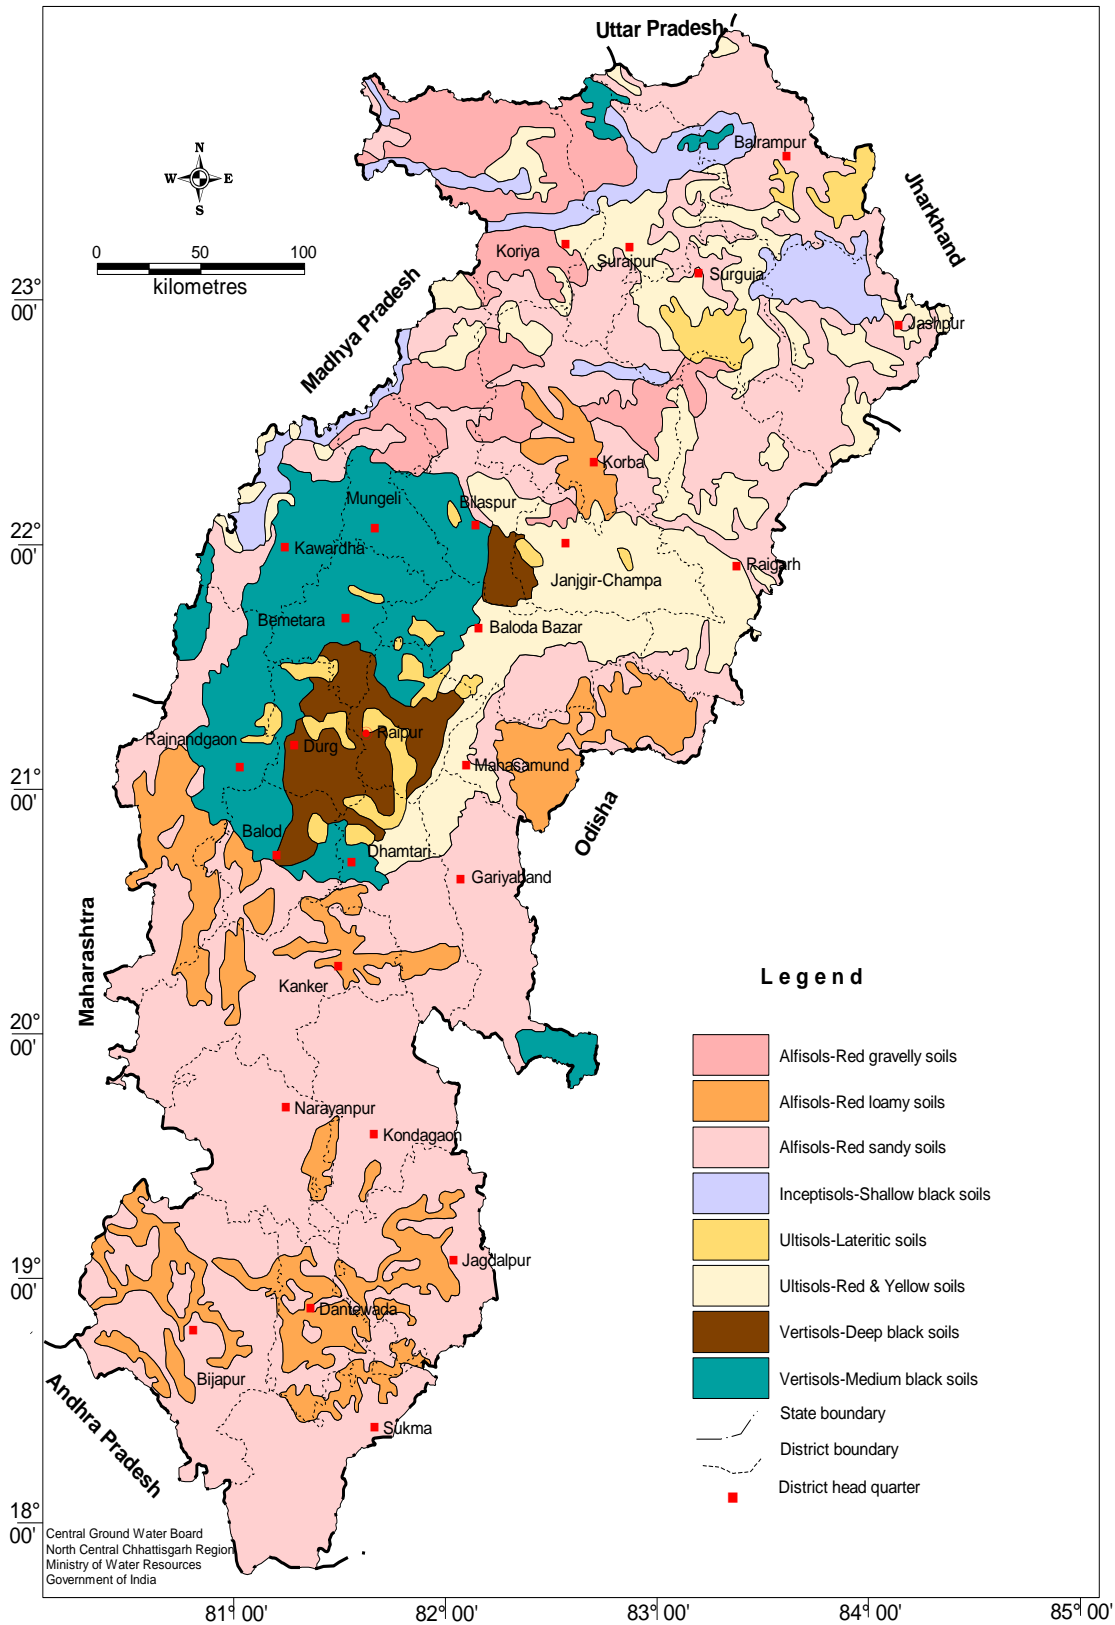 Uttar Pradesh
Balrampur
N
W E
S
Jharkhand
0 50 100
kilometres
Koriya
Surajpur
Surguja
23°
00'
Madhya Pradesh
Jashpur
Korba
Mungeli
Bilaspur
22°
00'
Kawardha
Janjgir-Champa
Raigarh
Bemetara
Baloda Bazar
Rajnandgaon
Durg
Raipur
Mahasamund
21°
00'
Odisha
Balod
Dhamtari
Gariyaband
Maharashtra
Kanker
20°
00'
Narayanpur
Kondagaon
19°
00'
Jagdalpur
Dantewada
Bijapur
Andhra Pradesh
Sukma
18°
00'
Legend
Alfisols-Red gravelly soils
Alfisols-Red loamy soils
Alfisols-Red sandy soils
Inceptisols-Shallow black soils
Ultisols-Lateritic soils
Ultisols-Red & Yellow soils
Vertisols-Deep black soils
Vertisols-Medium black soils
State boundary
District boundary
District head quarter
Central Ground Water Board
North Central Chhattisgarh Region
Ministry of Water Resources
Government of India
81° 00' 82° 00' 83° 00' 84° 00' 85° 00'